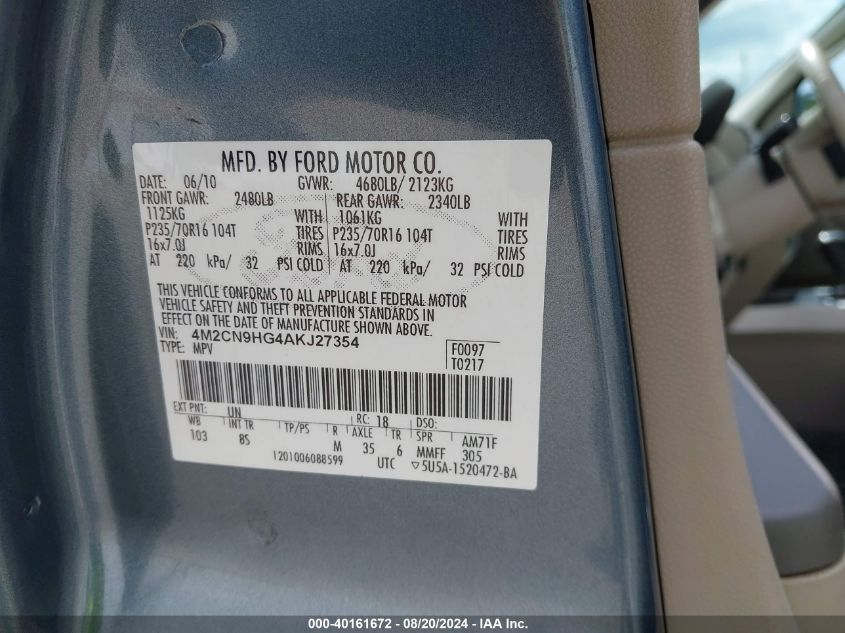 MFD. BY FORD MOTOR CO.
DATE: 06/10 GVWR: 4680LB/ 2123KG
FRONT GAWR: 2480LB REAR GAWR: 2340LB
1125KG WITH 1061KG WITH
P235/70R16 104T TIRES P235/70R16 104T TIRES
16x7.0J RIMS 16x7.0J RIMS
AT 220 kPa/ 32 PSI COLD AT 220 kPa/ 32 PSI COLD
THIS VEHICLE CONFORMS TO ALL APPLICABLE FEDERAL MOTOR
VEHICLE SAFETY AND THEFT PREVENTION STANDARDS IN
EFFECT ON THE DATE OF MANUFACTURE SHOWN ABOVE.
VIN: 4M2CN9HG4AKJ27354 F0097
TYPE: MPV T0217
EXT PNT: UN RC: 18 DSO:
WB INT TR TP/PS R AXLE TR SPR AM71F
103 8S M 35 6 MMFF 305
1201006088599 UTC ▽5U5A-1520472-BA
000-40161672 - 08/20/2024 - www.iaai.com